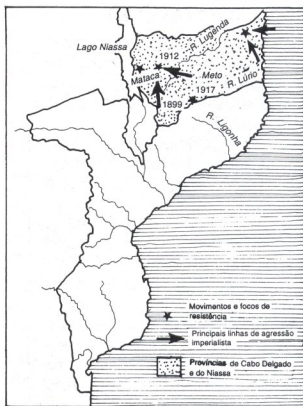 R. Lugenda
Lago Niassa
1912
Meto
Mataca
1917
R. Lúrio
1899
R. Ligonha
Movimentos e focos de
resistência
Principais linhas de agressão
imperialista
Províncias de Cabo Delgado
e do Niassa